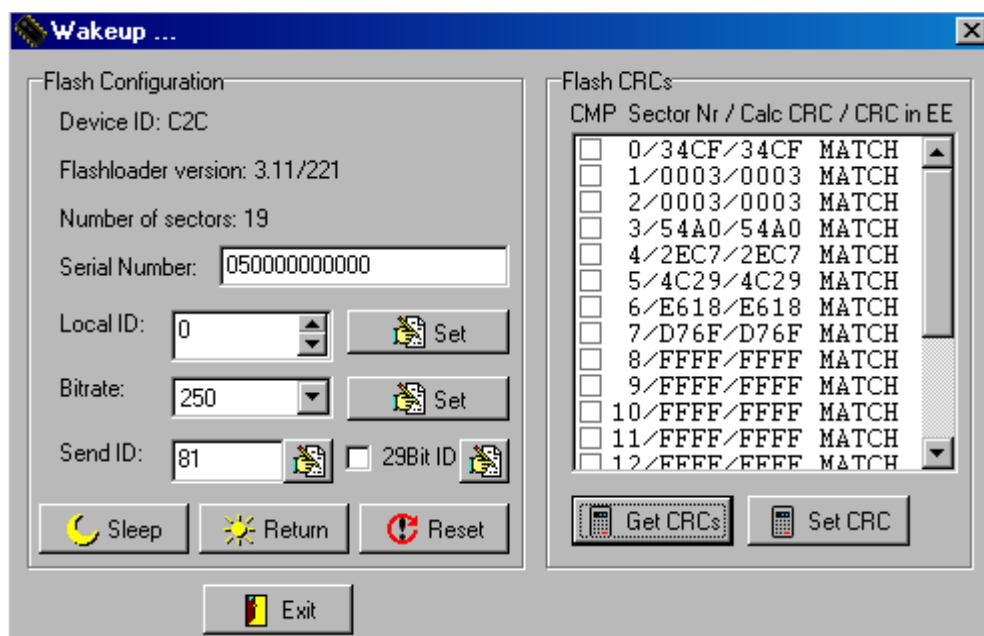 Wakeup ...
Flash Configuration
Device ID: C2C
Flashloader version: 3.11/221
Number of sectors: 19
Serial Number: 050000000000
Local ID: 0 Set
Bitrate: 250 Set
Send ID: 81 29Bit ID
Sleep Return Reset
Exit
Flash CRCs
CMP Sector Nr / Calc CRC / CRC in EE
0/34CF/34CF MATCH
1/0003/0003 MATCH
2/0003/0003 MATCH
3/54A0/54A0 MATCH
4/2EC7/2EC7 MATCH
5/4C29/4C29 MATCH
6/E618/E618 MATCH
7/D76F/D76F MATCH
8/FFFF/FFFF MATCH
9/FFFF/FFFF MATCH
10/FFFF/FFFF MATCH
11/FFFF/FFFF MATCH
12/FFFF/FFFF MATCH
Get CRCs Set CRC